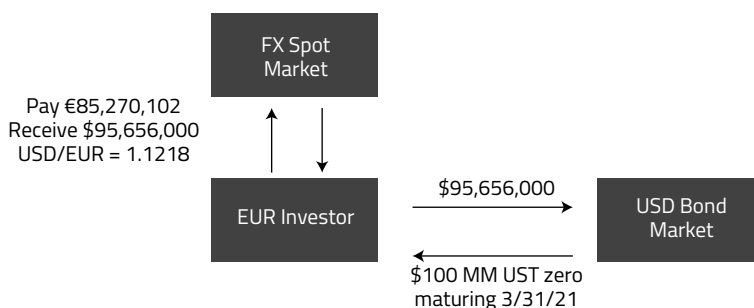 FX Spot
Market
Pay €85,270,102
Receive $95,656,000
USD/EUR = 1.1218
EUR Investor
$95,656,000
USD Bond
Market
$100 MM UST zero
maturing 3/31/21